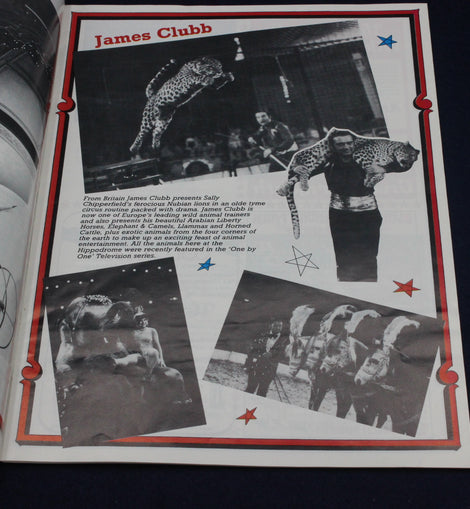 James Clubb
From Britain James Clubb presents Sally
Chipperfield's ferocious Nubian lions in an olde tyme
circus routine packed with drama. James Clubb is
now one of Europe's leading wild animal trainers
and also presents his beautiful Arabian Liberty
Horses, Elephant & Camels, Llammas and Horned
Cattle, plus exotic animals from the four corners of
the earth to make up an exciting feast of animal
entertainment. All the animals here at the
Hippodrome were recently featured in the 'One by
One' Television series.